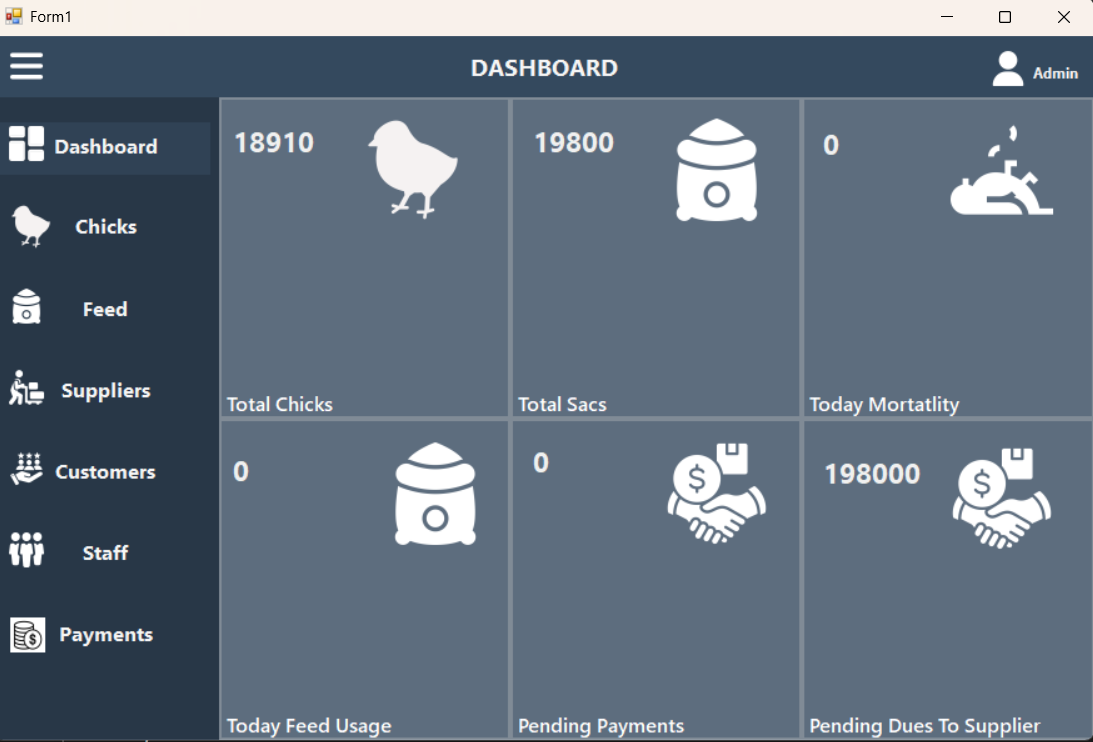 Form1
DASHBOARD
Admin
Dashboard
Chicks
Feed
Suppliers
Customers
Staff
Payments
18910
Total Chicks
19800
Total Sacs
0
Today Mortatlity
0
Today Feed Usage
0
Pending Payments
198000
Pending Dues To Supplier